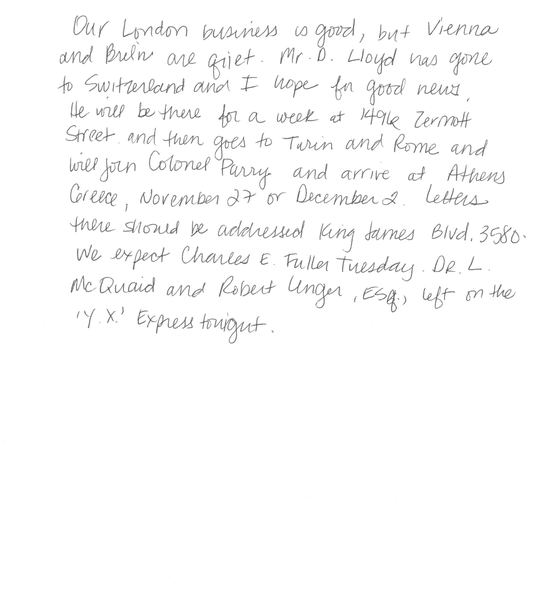 Our London business is good, but Vienna
and Breln are qijet. Mr. D. Lloyd has gone
to Switzerland and I hope for good news.
He will be there for a week at 1496 Zermott
Street and then goes to Turin and Rome and
will join Colonel Parry and arrive at Athens
Greece, November 27 or December 2. Letters
there should be addressed King James Blvd. 3580.
We expect Charles E. Fuller Tuesday. DR. L.
McQuaid and Robert Unger, ESq., left on the
'Y.X.' Express tonight.